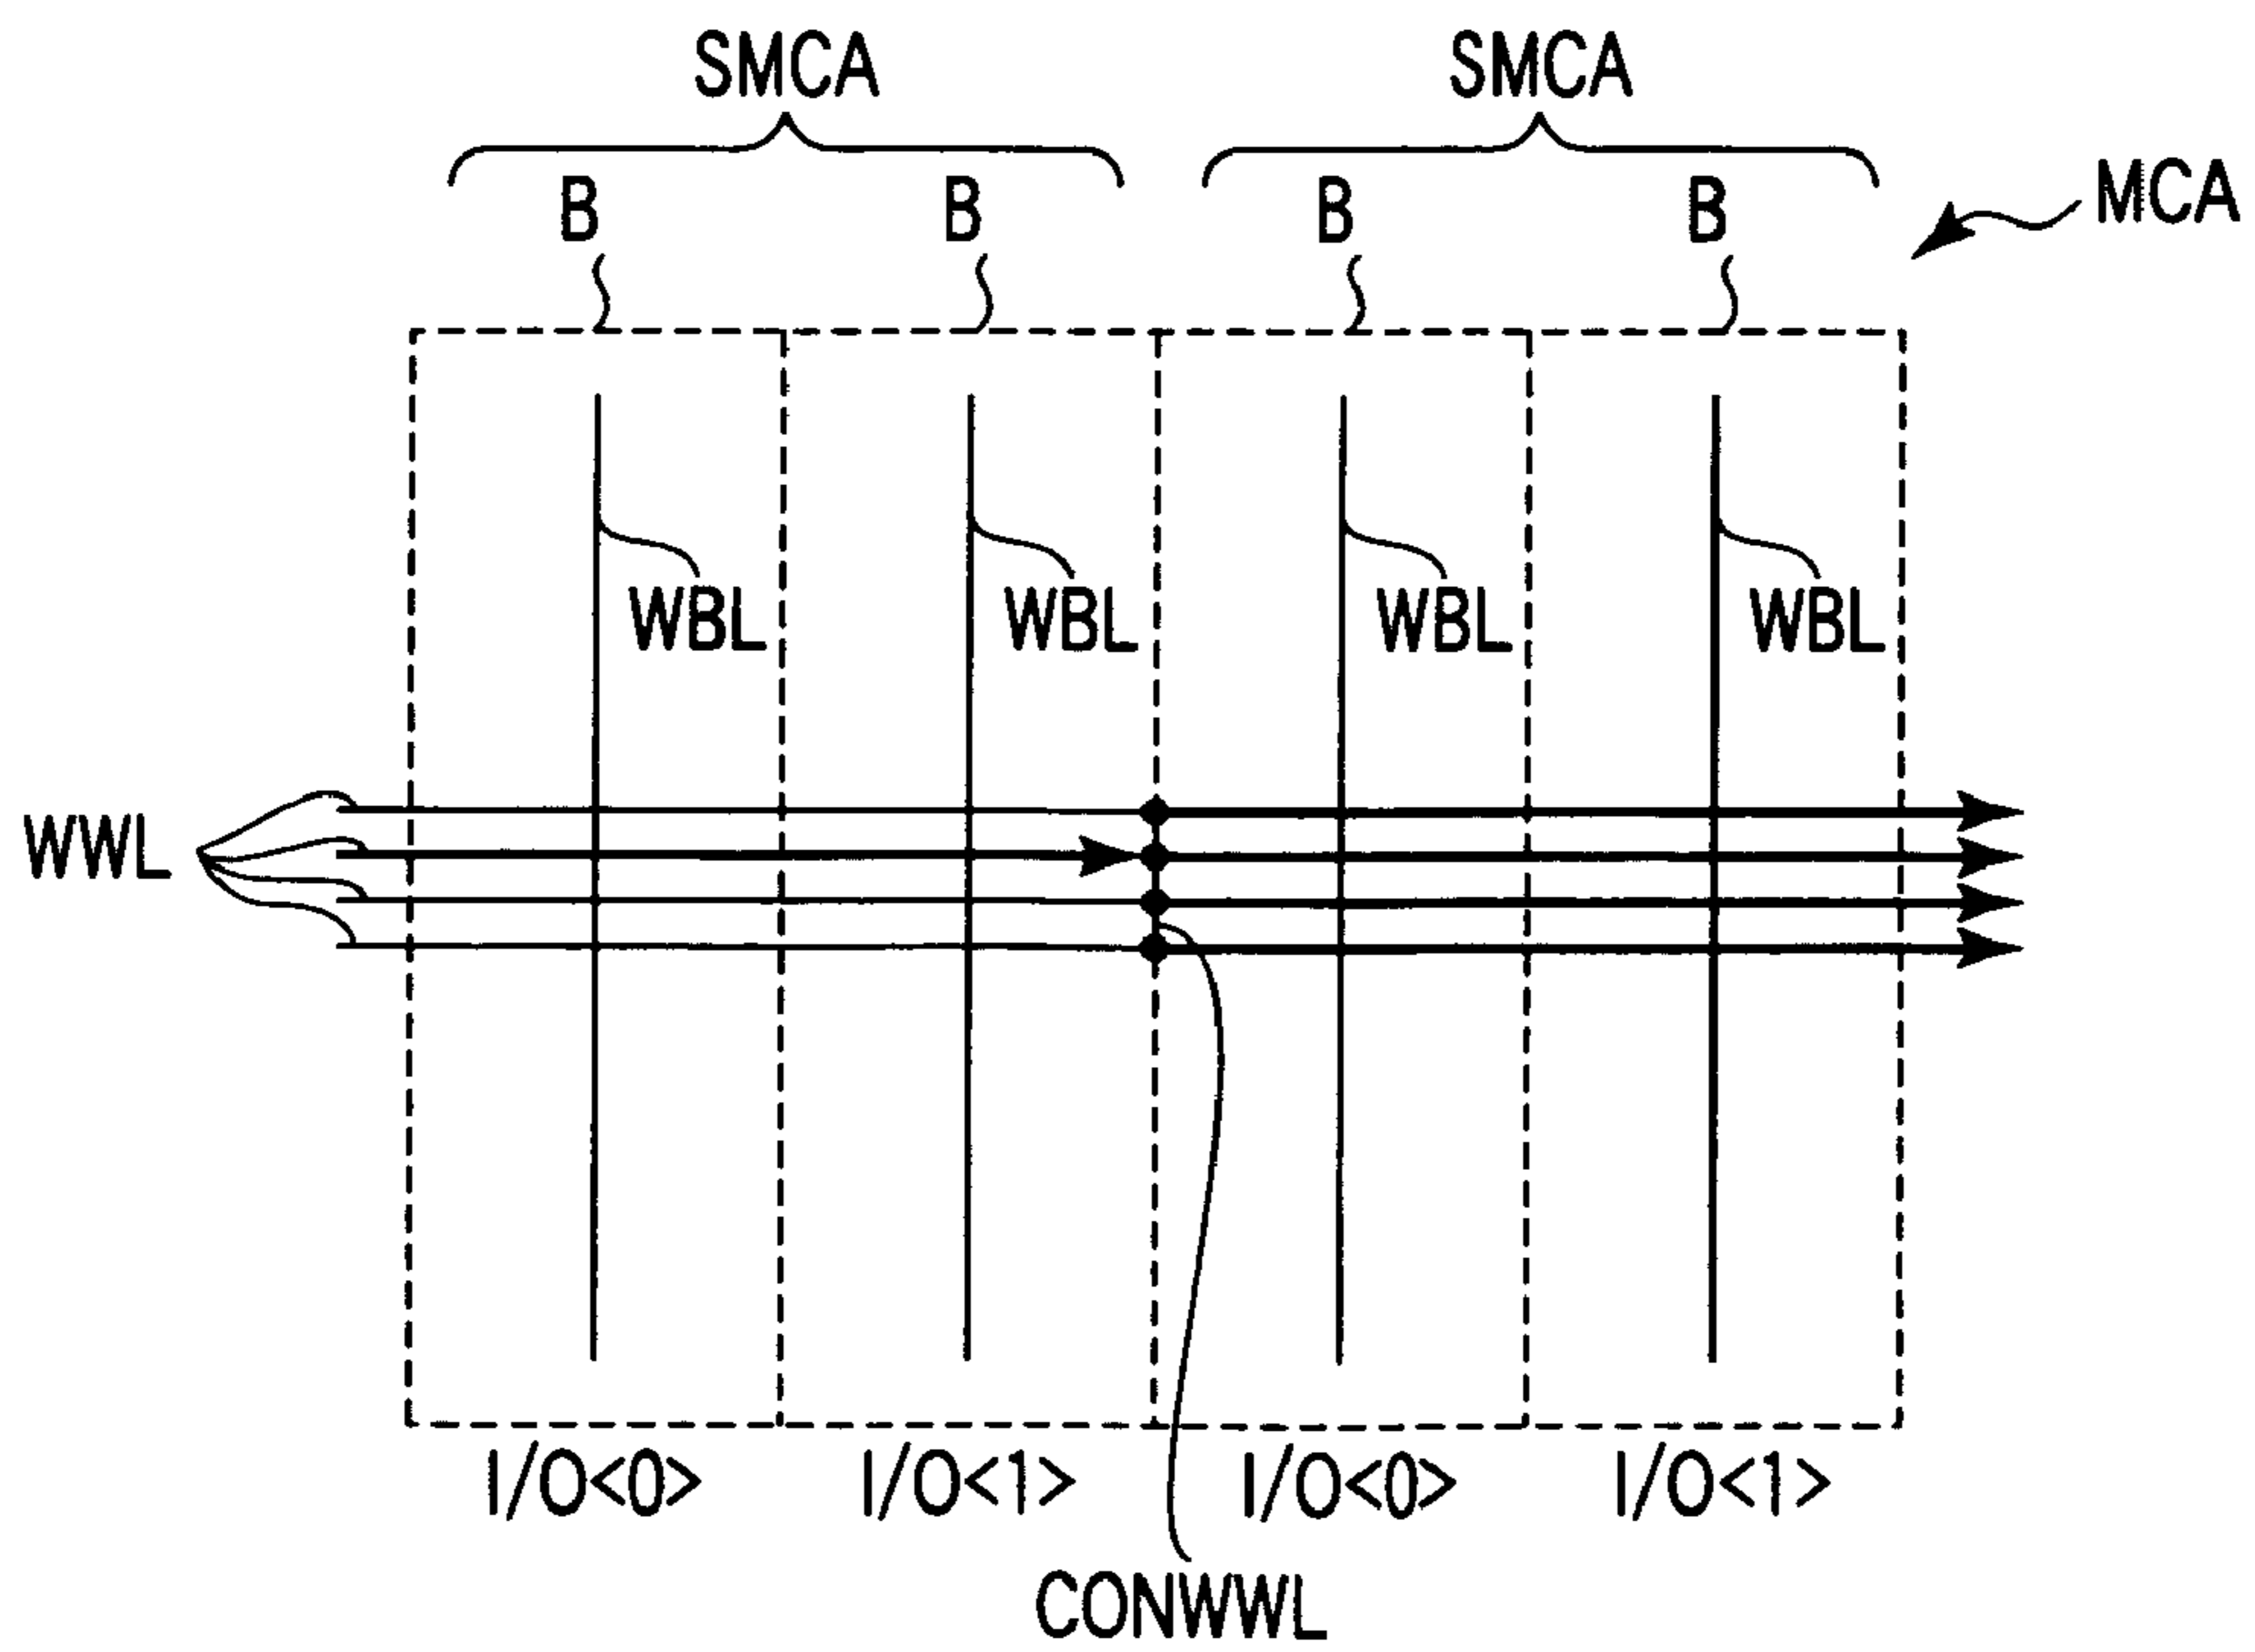 SMCA SMCA
B B B B MCA
WBL WBL WBL WBL
WWL
I/O<0> I/O<1> I/O<0> I/O<1>
CONWWL